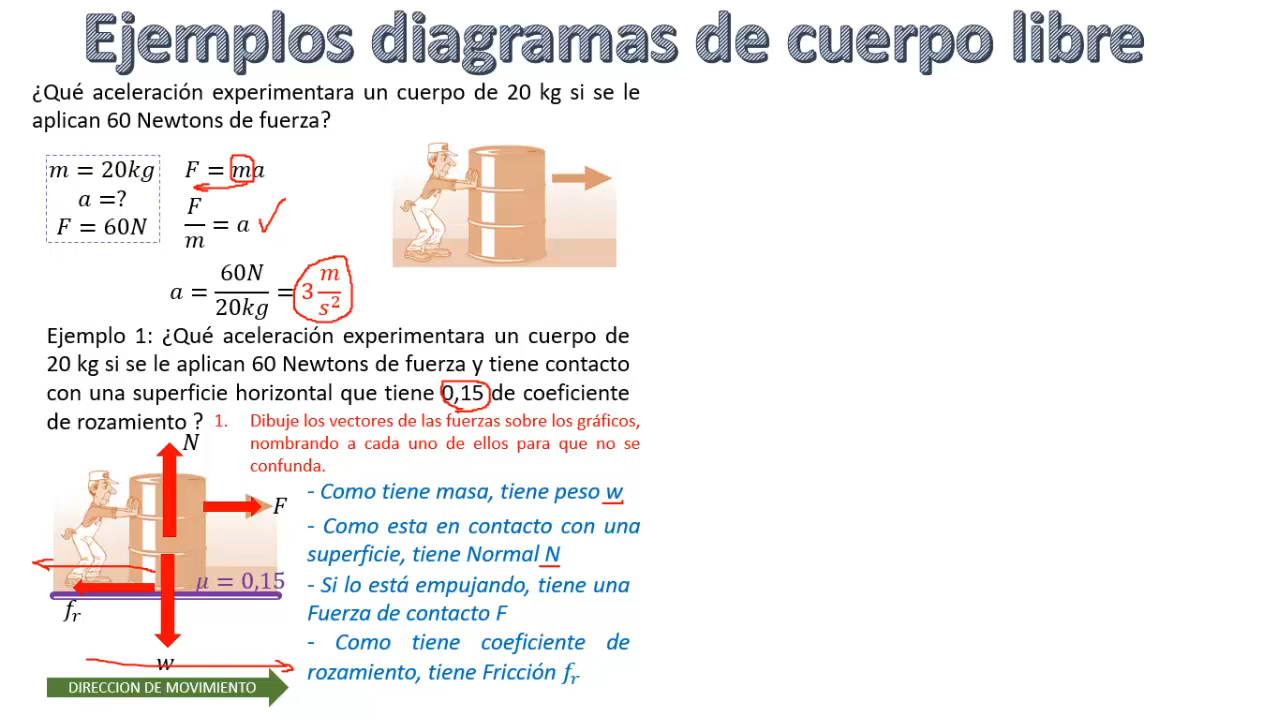 Ejemplos diagramas de cuerpo libre
¿Qué aceleración experimentara un cuerpo de 20 kg si se le
aplican 60 Newtons de fuerza?
m = 20kg
a =?
F = 60N
F = ma
F/m = a
a = 60N/20kg = 3 m/s²
Ejemplo 1: ¿Qué aceleración experimentara un cuerpo de
20 kg si se le aplican 60 Newtons de fuerza y tiene contacto
con una superficie horizontal que tiene 0,15 de coeficiente
de rozamiento ?
1. Dibuje los vectores de las fuerzas sobre los gráficos,
nombrando a cada uno de ellos para que no se
confunda.
N
F
μ = 0,15
fr
w
DIRECCION DE MOVIMIENTO
- Como tiene masa, tiene peso w
- Como esta en contacto con una
superficie, tiene Normal N
- Si lo está empujando, tiene una
Fuerza de contacto F
- Como tiene coeficiente de
rozamiento, tiene Fricción fr